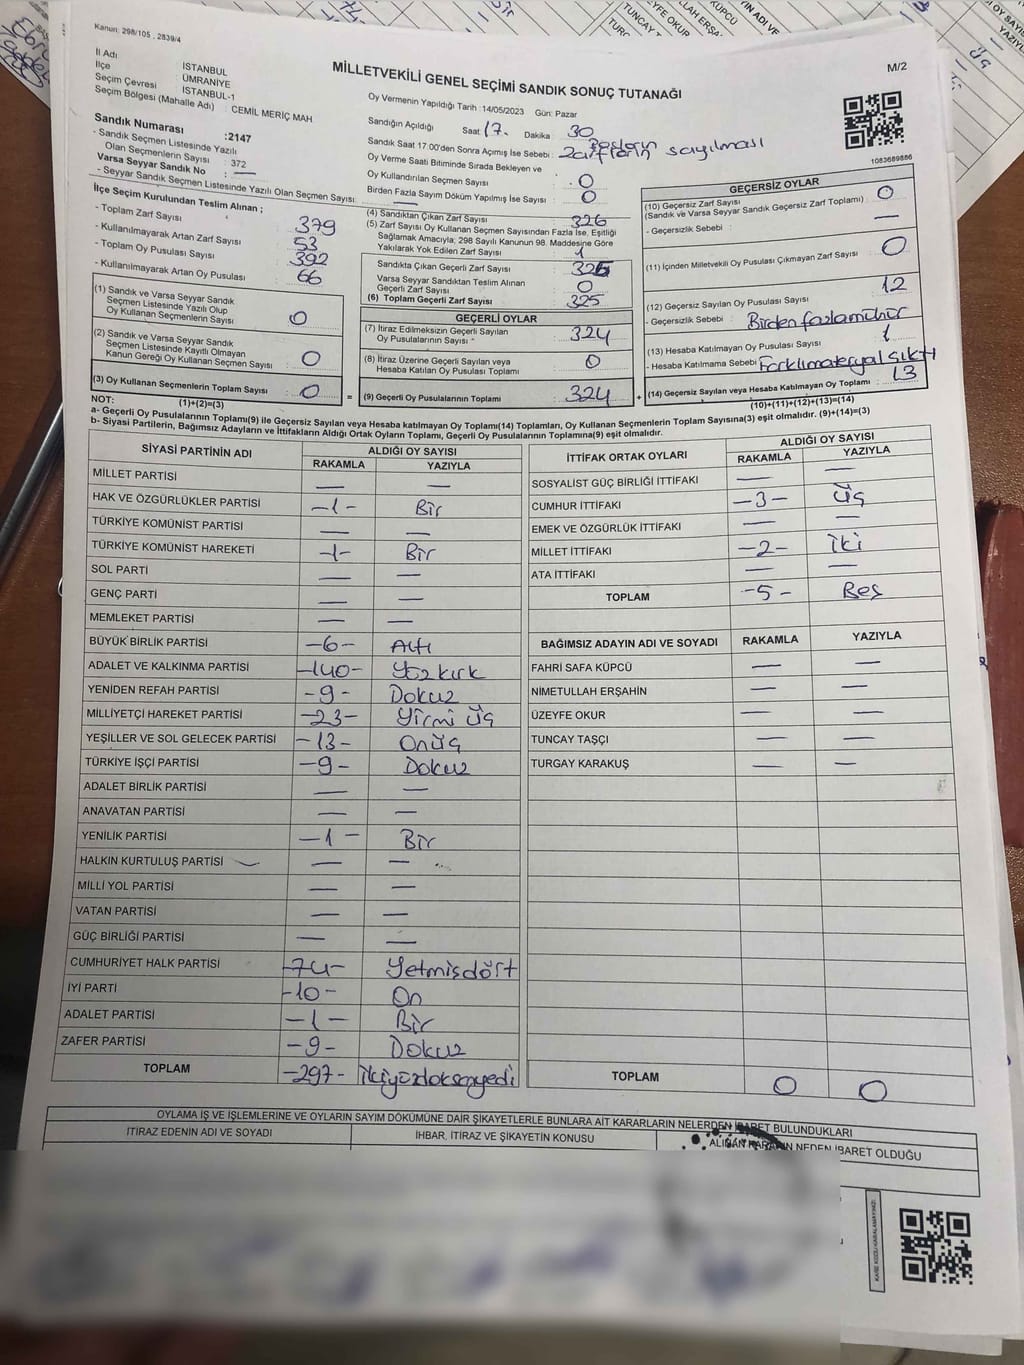 Kanun: 298/105 . 2839/4
M/2
MİLLETVEKİLİ GENEL SEÇİMİ SANDIK SONUÇ TUTANAĞI
İl Adı : İSTANBUL
İlçe : ÜMRANİYE
Seçim Çevresi : İSTANBUL-1
Seçim Bölgesi (Mahalle Adı) : CEMİL MERİÇ MAH
Sandık Numarası :2147
- Sandık Seçmen Listesinde Yazılı
Olan Seçmenlerin Sayısı : 372
Varsa Seyyar Sandık No : —
- Seyyar Sandık Seçmen Listesinde Yazılı Olan Seçmen Sayısı: —
Oy Vermenin Yapıldığı Tarih :14/05/2023 Gün: Pazar
Sandığın Açıldığı Saat 17. Dakika 30
Sandık Saat 17:00'den Sonra Açılmış İse Sebebi : zarfların sayılması
Oy Verme Saati Bitiminde Sırada Bekleyen ve
Oy Kullandırılan Seçmen Sayısı : 0
Birden Fazla Sayım Döküm Yapılmış İse Sayısı : 0
1083689886
İlçe Seçim Kurulundan Teslim Alınan ;
- Toplam Zarf Sayısı : 379
- Kullanılmayarak Artan Zarf Sayısı : 53
- Toplam Oy Pusulası Sayısı : 392
- Kullanılmayarak Artan Oy Pusulası : 66
(1) Sandık ve Varsa Seyyar Sandık
Seçmen Listesinde Yazılı Olup
Oy Kullanan Seçmenlerin Sayısı : 0
(2) Sandık ve Varsa Seyyar Sandık
Seçmen Listesinde Kayıtlı Olmayan
Kanun Gereği Oy Kullanan Seçmen Sayısı : 0
(3) Oy Kullanan Seçmenlerin Toplam Sayısı : 0
(1)+(2)=(3)
(4) Sandıktan Çıkan Zarf Sayısı : 326
(5) Zarf Sayısı Oy Kullanan Seçmen Sayısından Fazla İse, Eşitliği
Sağlamak Amacıyla; 298 Sayılı Kanunun 98. Maddesine Göre
Yakılarak Yok Edilen Zarf Sayısı : 1
Sandıkta Çıkan Geçerli Zarf Sayısı : 325
Varsa Seyyar Sandıktan Teslim Alınan
Geçerli Zarf Sayısı : 0
(6) Toplam Geçerli Zarf Sayısı : 325
GEÇERLİ OYLAR
(7) İtiraz Edilmeksizin Geçerli Sayılan
Oy Pusulalarının Sayısı : 324
(8) İtiraz Üzerine Geçerli Sayılan veya
Hesaba Katılan Oy Pusulası Toplamı : 0
= (9) Geçerli Oy Pusulalarının Toplamı : 324 +
GEÇERSİZ OYLAR
(10) Geçersiz Zarf Sayısı : 0
(Sandık ve Varsa Seyyar Sandık Geçersiz Zarf Toplamı)
- Geçersizlik Sebebi : —
(11) İçinden Milletvekili Oy Pusulası Çıkmayan Zarf Sayısı : 0
(12) Geçersiz Sayılan Oy Pusulası Sayısı : 12
- Geçersizlik Sebebi : Birden fazla mühür
(13) Hesaba Katılmayan Oy Pusulası Sayısı : 1
- Hesaba Katılmama Sebebi : Farklı materyal çıktı
(14) Geçersiz Sayılan veya Hesaba Katılmayan Oy Toplamı : 13
(10)+(11)+(12)+(13)=(14)
NOT:
a- Geçerli Oy Pusulalarının Toplamı(9) ile Geçersiz Sayılan veya Hesaba katılmayan Oy Toplamı(14) Toplamları, Oy Kullanan Seçmenlerin Toplam Sayısına(3) eşit olmalıdır. (9)+(14)=(3)
b- Siyasi Partilerin, Bağımsız Adayların ve İttifakların Aldığı Ortak Oyların Toplamı, Geçerli Oy Pusulalarının Toplamına(9) eşit olmalıdır.
SİYASİ PARTİNİN ADI ALDIĞI OY SAYISI
RAKAMLA YAZIYLA
MİLLET PARTİSİ — —
HAK VE ÖZGÜRLÜKLER PARTİSİ -1- Bir
TÜRKİYE KOMÜNİST PARTİSİ — —
TÜRKİYE KOMÜNİST HAREKETİ -1- Bir
SOL PARTİ — —
GENÇ PARTİ — —
MEMLEKET PARTİSİ — —
BÜYÜK BİRLİK PARTİSİ -6- Altı
ADALET VE KALKINMA PARTİSİ -140- Yüz kırk
YENİDEN REFAH PARTİSİ -9- Dokuz
MİLLİYETÇİ HAREKET PARTİSİ -23- Yirmi üç
YEŞİLLER VE SOL GELECEK PARTİSİ -13- Onüç
TÜRKİYE İŞÇİ PARTİSİ -9- Dokuz
ADALET BİRLİK PARTİSİ — —
ANAVATAN PARTİSİ — —
YENİLİK PARTİSİ -1- Bir
HALKIN KURTULUŞ PARTİSİ — —
MİLLİ YOL PARTİSİ — —
VATAN PARTİSİ — —
GÜÇ BİRLİĞİ PARTİSİ — —
CUMHURİYET HALK PARTİSİ -74- Yetmişdört
İYİ PARTİ -10- On
ADALET PARTİSİ -1- Bir
ZAFER PARTİSİ -9- Dokuz
TOPLAM -297- ikiyüzdoksanyedi
İTTİFAK ORTAK OYLARI ALDIĞI OY SAYISI
RAKAMLA YAZIYLA
SOSYALİST GÜÇ BİRLİĞİ İTTİFAKI — —
CUMHUR İTTİFAKI -3- Üç
EMEK VE ÖZGÜRLÜK İTTİFAKI — —
MİLLET İTTİFAKI -2- İki
ATA İTTİFAKI — —
TOPLAM -5- Beş
BAĞIMSIZ ADAYIN ADI VE SOYADI RAKAMLA YAZIYLA
FAHRİ SAFA KÜPCÜ — —
NİMETULLAH ERŞAHİN — —
ÜZEYFE OKUR — —
TUNCAY TAŞÇI — —
TURGAY KARAKUŞ — —
TOPLAM 0 0
OYLAMA İŞ VE İŞLEMLERİNE VE OYLARIN SAYIM DÖKÜMÜNE DAİR ŞİKAYETLERLE BUNLARA AİT KARARLARIN NELERDEN İBARET BULUNDUKLARI
İTİRAZ EDENİN ADI VE SOYADI İHBAR, İTİRAZ VE ŞİKAYETİN KONUSU ALINAN KARARIN NEDEN İBARET OLDUĞU
KARE KODU KARALAMAYINIZ!